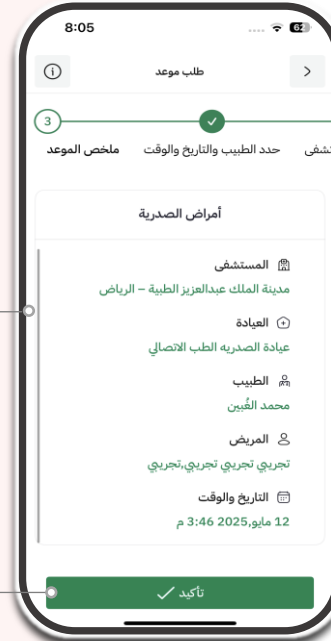 8:05
62
طلب موعد
3
تشفى
حدد الطبيب والتاريخ والوقت
ملخص الموعد
أمراض الصدرية
المستشفى
مدينة الملك عبدالعزيز الطبية – الرياض
العيادة
عيادة الصدريه الطب الاتصالي
الطبيب
محمد الغُبين
المريض
تجريبي تجريبي تجريبي,تجريبي
التاريخ والوقت
12 مايو,2025 3:46 م
تأكيد